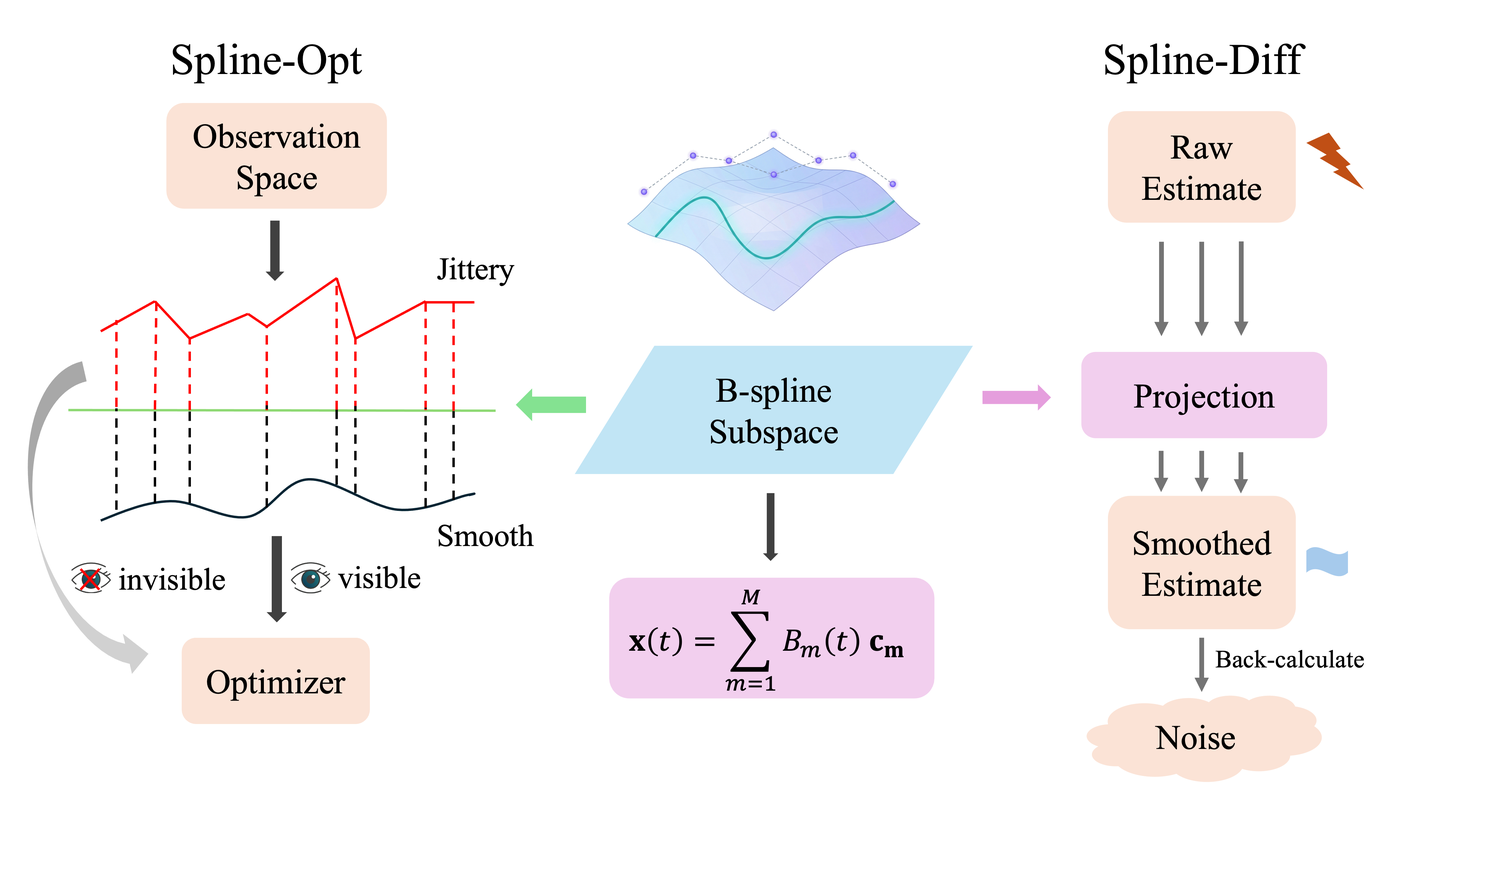 Spline-Opt
Observation
Space
Jittery
Smooth
invisible
visible
Optimizer
B-spline
Subspace
𝐱(𝑡) = ∑_{𝑚=1}^{𝑀} 𝐵_𝑚(𝑡) 𝐜_𝐦
Spline-Diff
Raw
Estimate
Projection
Smoothed
Estimate
Back-calculate
Noise